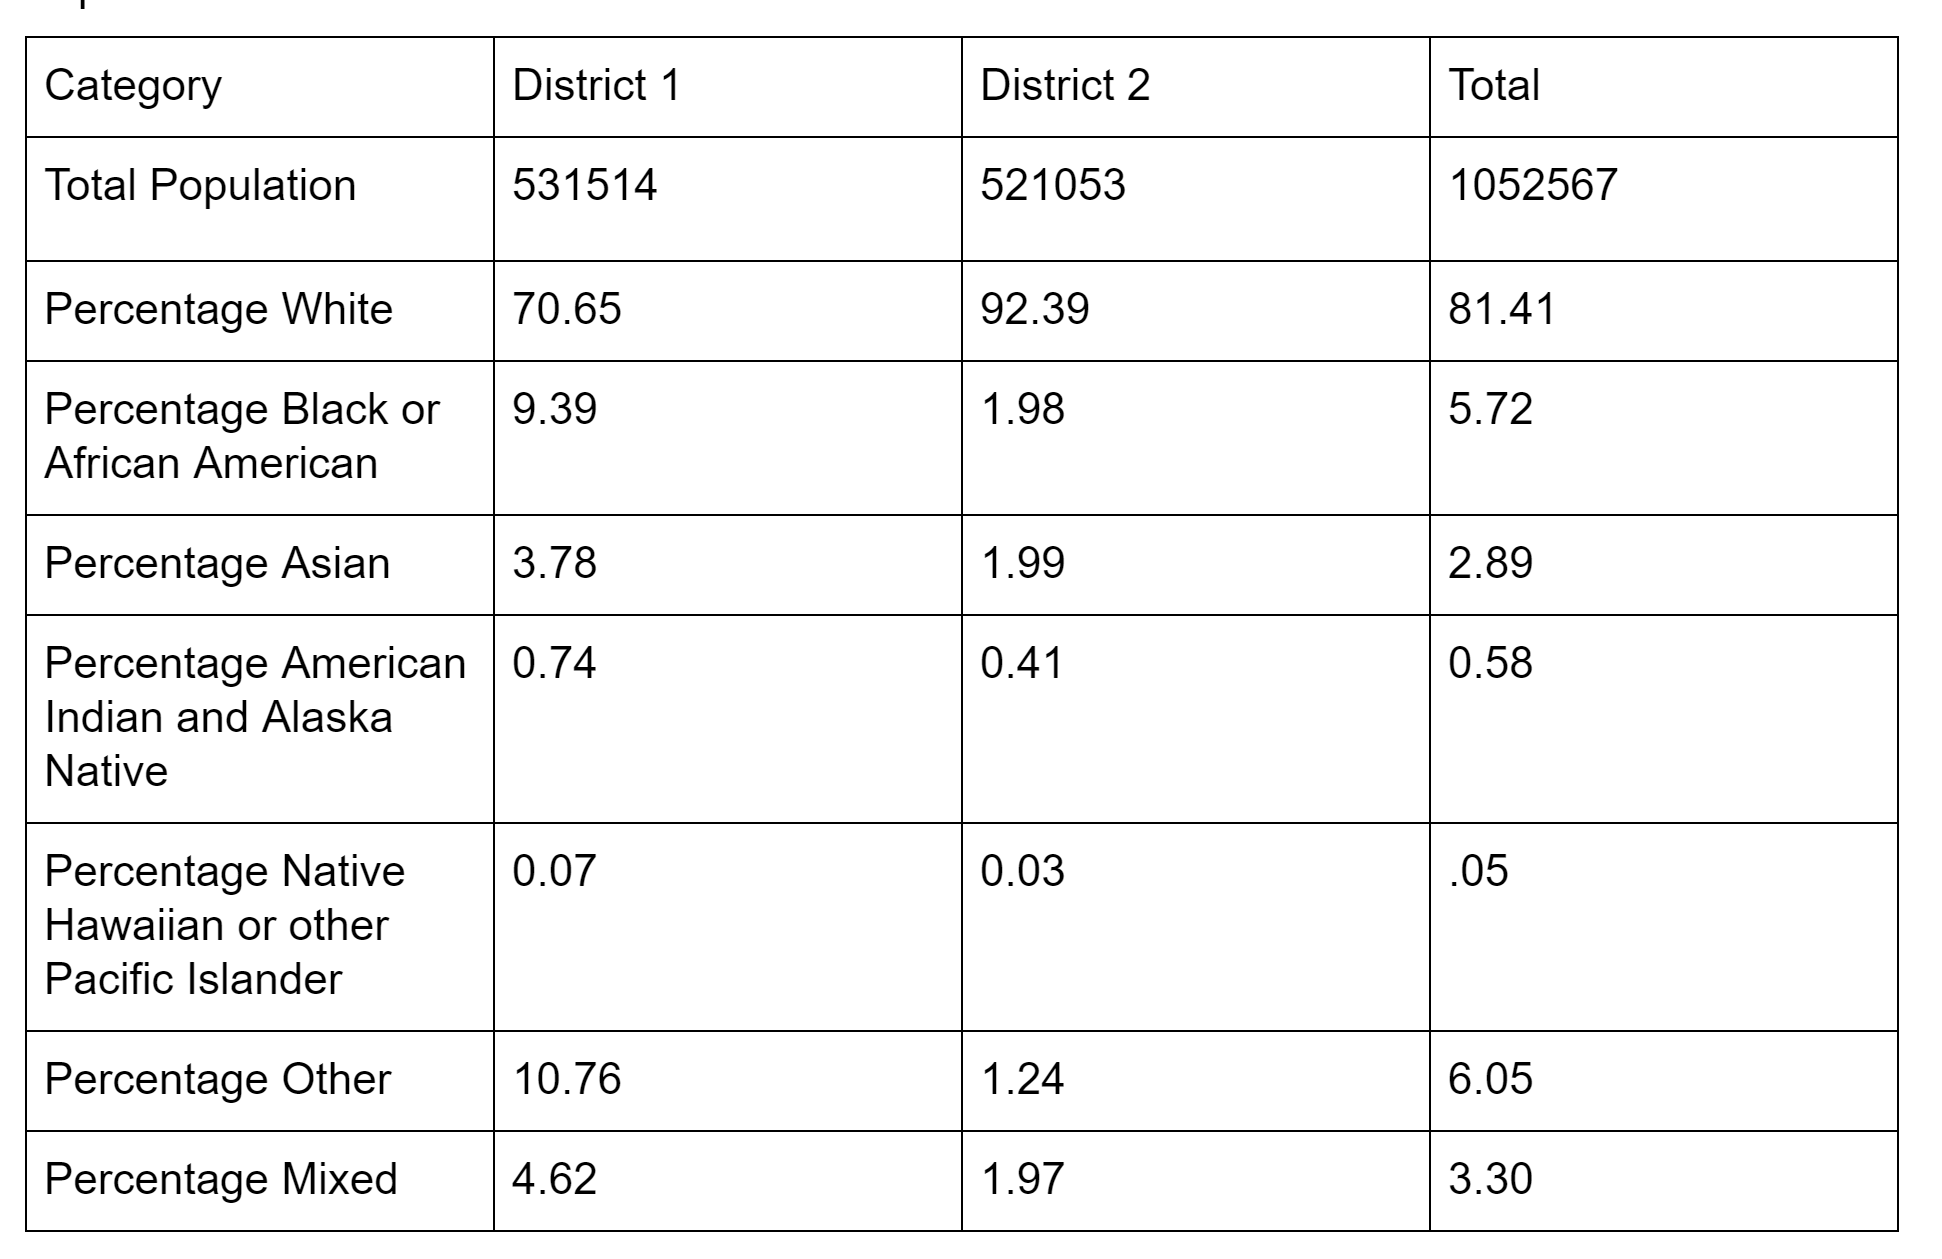 Category District 1 District 2 Total
Total Population 531514 521053 1052567
Percentage White 70.65 92.39 81.41
Percentage Black or 9.39 1.98 5.72
African American
Percentage Asian 3.78 1.99 2.89
Percentage American 0.74 0.41 0.58
Indian and Alaska
Native
Percentage Native 0.07 0.03 .05
Hawaiian or other
Pacific Islander
Percentage Other 10.76 1.24 6.05
Percentage Mixed 4.62 1.97 3.30